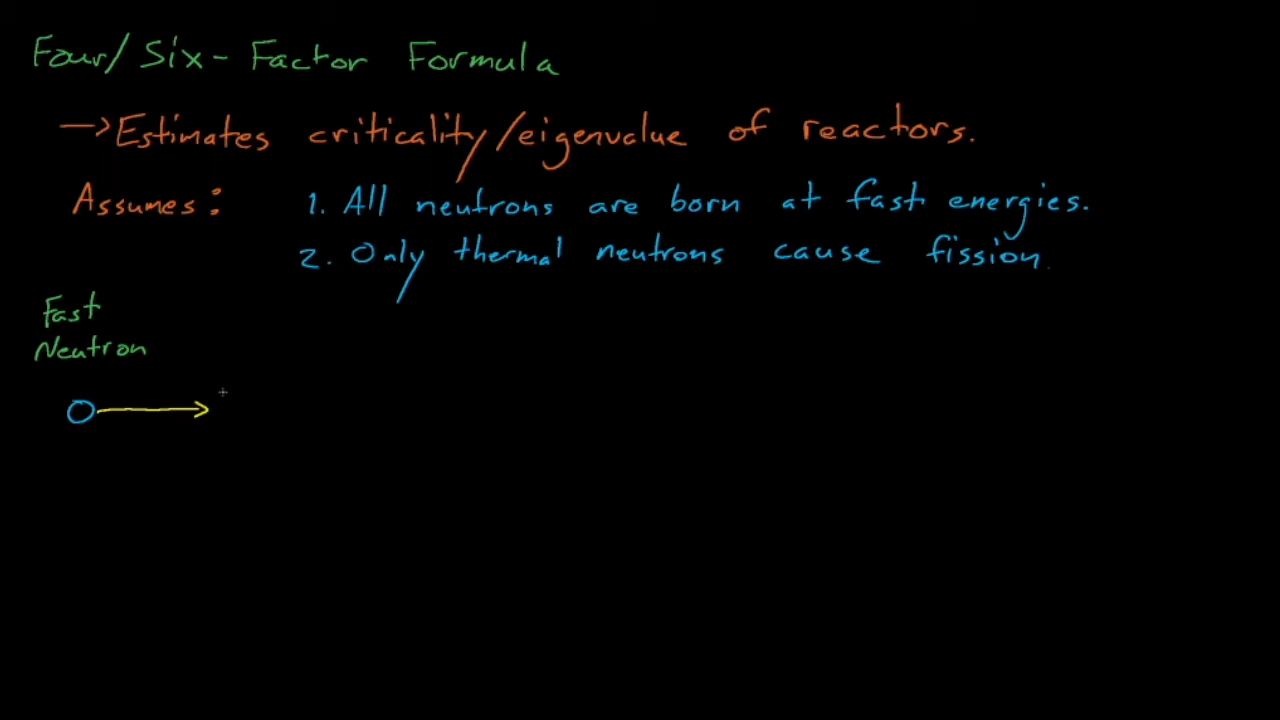 Four/Six-Factor Formula
→Estimates criticality/eigenvalue of reactors.
Assumes: 1. All neutrons are born at fast energies.
2. Only thermal neutrons cause fission.
Fast
Neutron